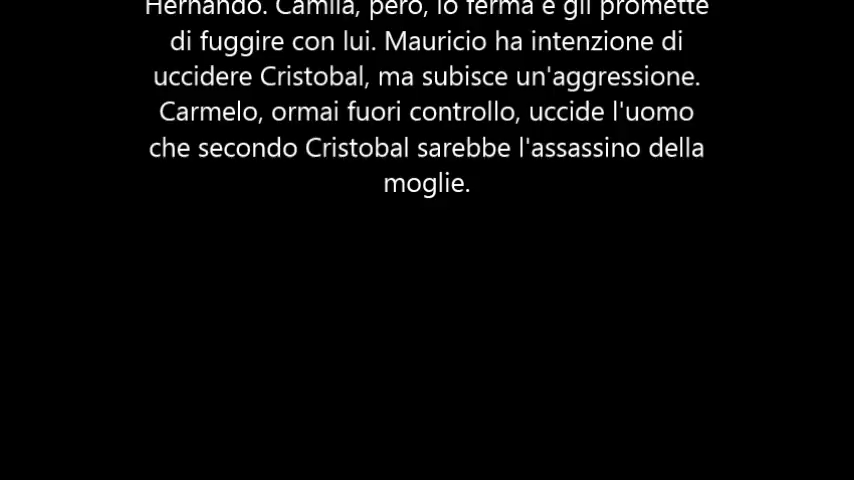 Hernando. Camila, però, lo ferma e gli promette
di fuggire con lui. Mauricio ha intenzione di
uccidere Cristobal, ma subisce un'aggressione.
Carmelo, ormai fuori controllo, uccide l'uomo
che secondo Cristobal sarebbe l'assassino della
moglie.